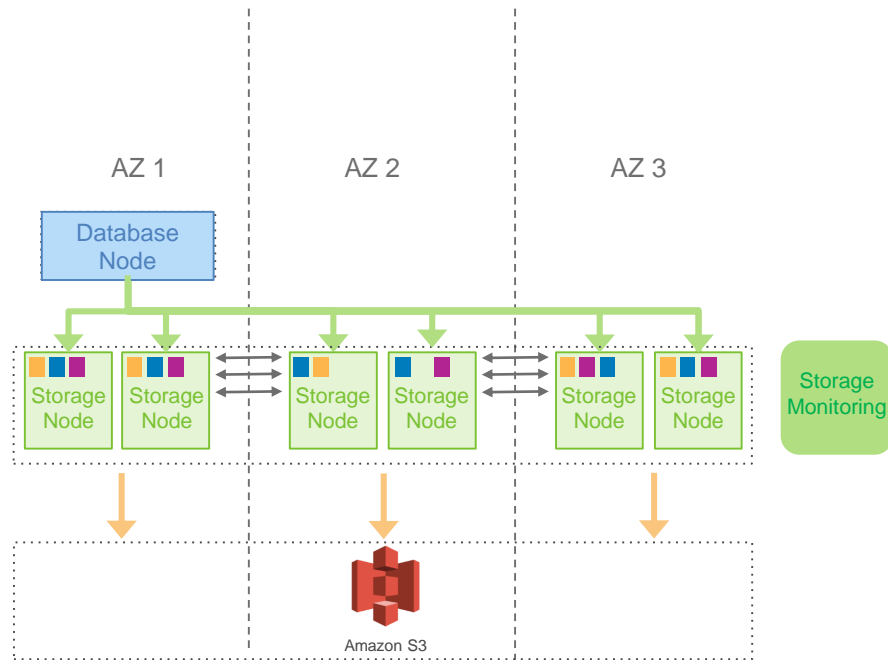 AZ 1
AZ 2
AZ 3
Database
Node
Storage
Node
Storage
Node
Storage
Node
Storage
Node
Storage
Node
Storage
Node
Storage
Monitoring
Amazon S3